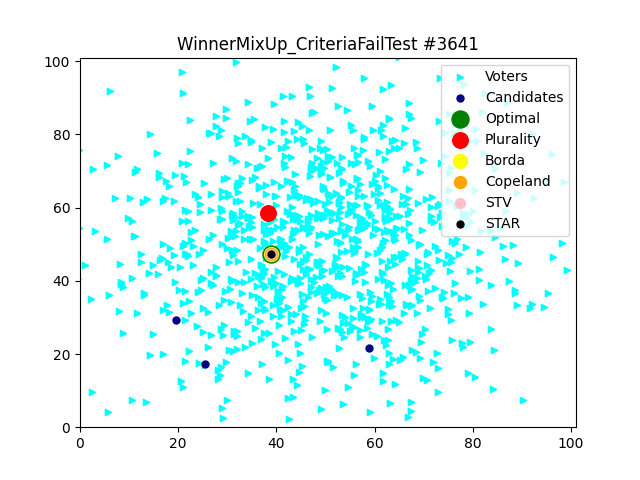 WinnerMixUp_CriteriaFailTest #3641
100
80
60
40
20
0
0
20
40
60
80
100
Voters
Candidates
Optimal
Plurality
Borda
Copeland
STV
STAR